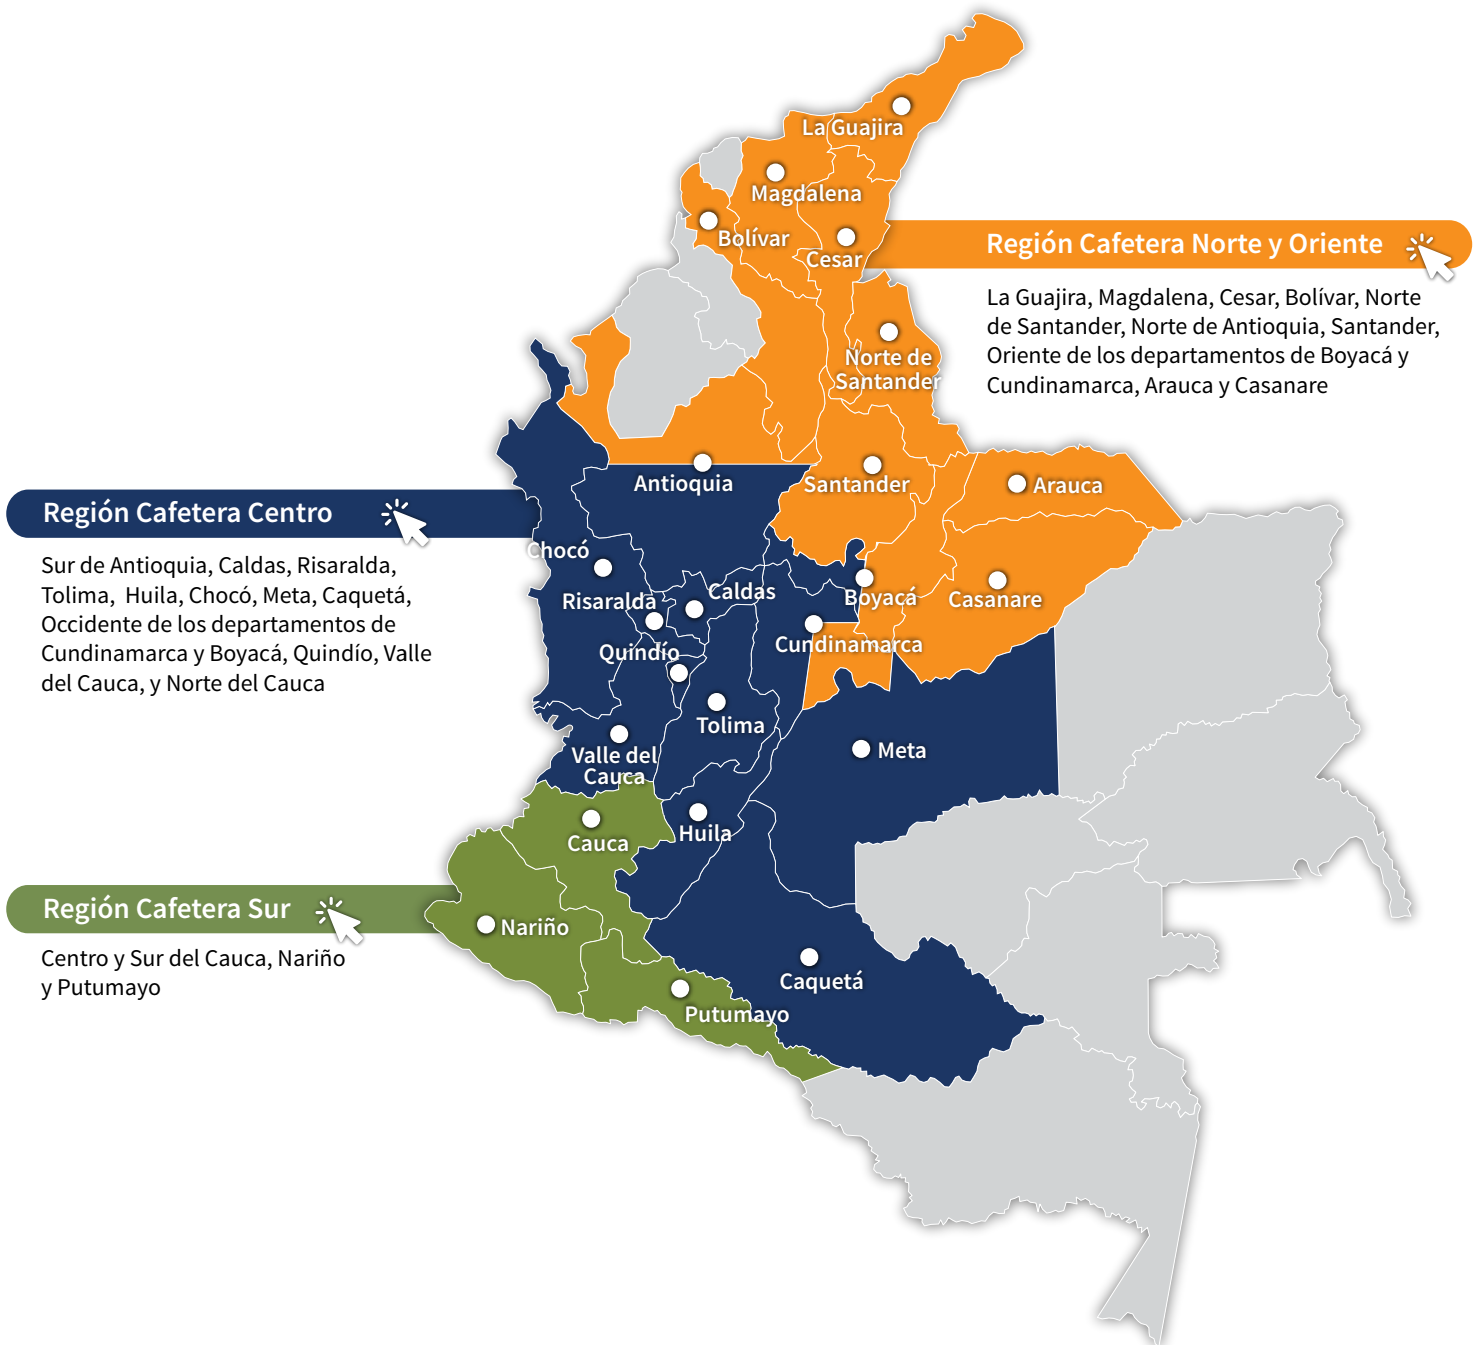 La Guajira
Magdalena
Bolívar
Cesar
Región Cafetera Norte y Oriente
La Guajira, Magdalena, Cesar, Bolívar, Norte
de Santander, Norte de Antioquia, Santander,
Oriente de los departamentos de Boyacá y
Cundinamarca, Arauca y Casanare
Norte de
Santander
Antioquia
Santander
Arauca
Región Cafetera Centro
Sur de Antioquia, Caldas, Risaralda,
Tolima, Huila, Chocó, Meta, Caquetá,
Occidente de los departamentos de
Cundinamarca y Boyacá, Quindío, Valle
del Cauca, y Norte del Cauca
Chocó
Risaralda
Caldas
Boyacá
Casanare
Quindío
Cundinamarca
Tolima
Valle del
Cauca
Meta
Huila
Cauca
Región Cafetera Sur
Centro y Sur del Cauca, Nariño
y Putumayo
Nariño
Caquetá
Putumayo